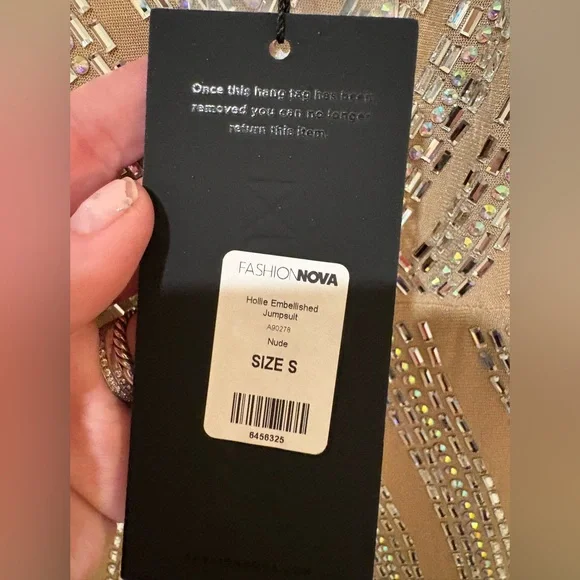 Once this hang tag has been
removed you can no longer
return this item.
FASHIONNOVA
Hollie Embellished
Jumpsuit
A90278
Nude
SIZE S
6456325